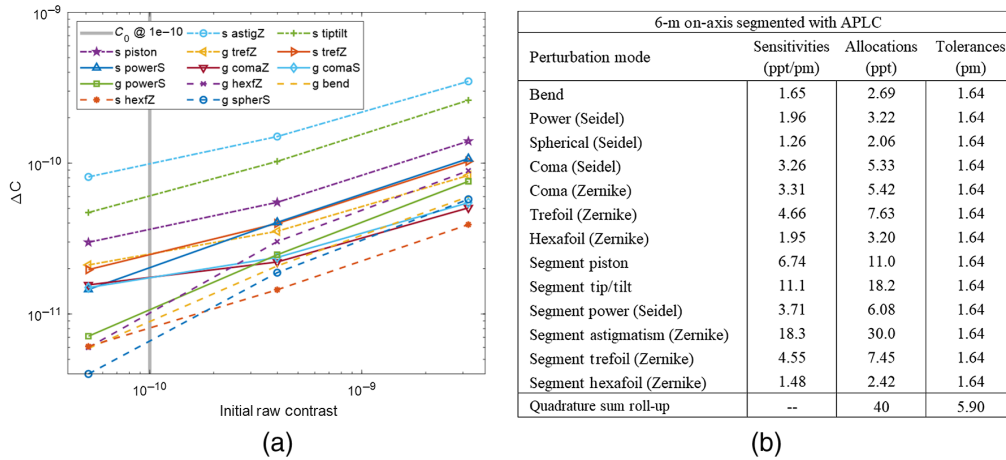 10⁻⁹
C₀ @ 1e−10
s astigZ
s tiptilt
s piston
g trefZ
s trefZ
s powerS
g comaZ
g comaS
g powerS
g hexfZ
g bend
s hexfZ
g spherS
10⁻¹⁰
ΔC
10⁻¹¹
10⁻¹⁰
10⁻⁹
Initial raw contrast
(a)
6-m on-axis segmented with APLC
Perturbation mode Sensitivities (ppt/pm) Allocations (ppt) Tolerances (pm)
Bend 1.65 2.69 1.64
Power (Seidel) 1.96 3.22 1.64
Spherical (Seidel) 1.26 2.06 1.64
Coma (Seidel) 3.26 5.33 1.64
Coma (Zernike) 3.31 5.42 1.64
Trefoil (Zernike) 4.66 7.63 1.64
Hexafoil (Zernike) 1.95 3.20 1.64
Segment piston 6.74 11.0 1.64
Segment tip/tilt 11.1 18.2 1.64
Segment power (Seidel) 3.71 6.08 1.64
Segment astigmatism (Zernike) 18.3 30.0 1.64
Segment trefoil (Zernike) 4.55 7.45 1.64
Segment hexafoil (Zernike) 1.48 2.42 1.64
Quadrature sum roll-up -- 40 5.90
(b)